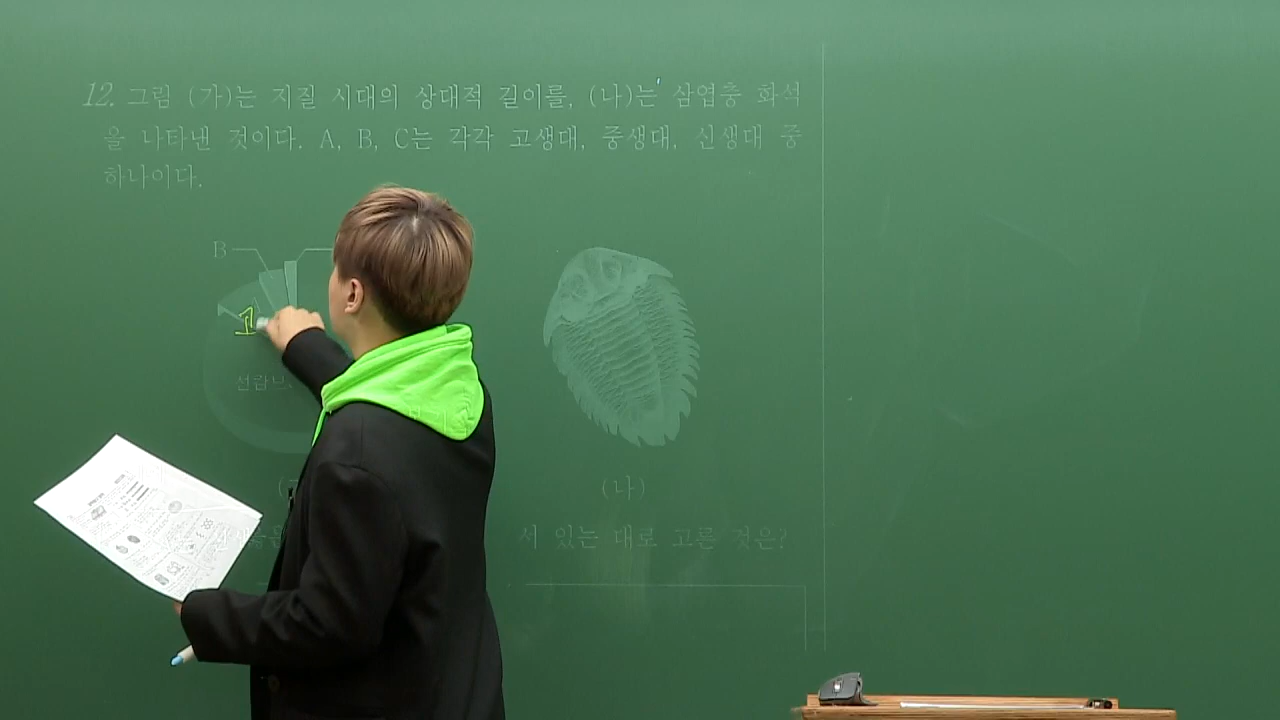 12. 그림 (가)는 지질 시대의 상대적 길이를, (나)는 삼엽충 화석
을 나타낸 것이다. A, B, C는 각각 고생대, 중생대, 신생대 중
하나이다.
B
고
선캄브
(나)
서 있는 대로 고른 것은?